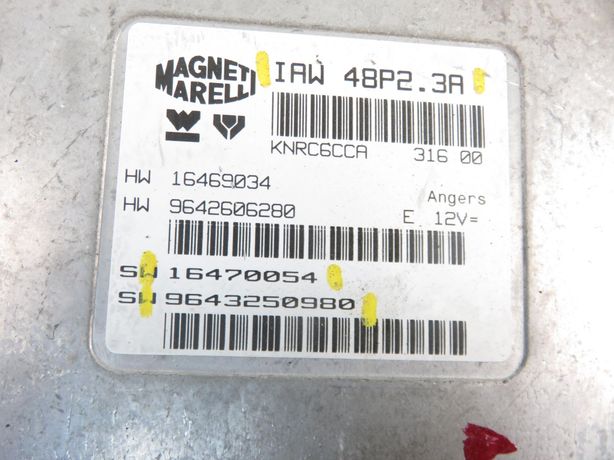 MAGNETI
MARELLI
IAW 48P2.3A
KNRC6CCA 316 00
HW 16469034
Angers
HW 9642606280
E 12V=
SW 16470054
SW 9643250980